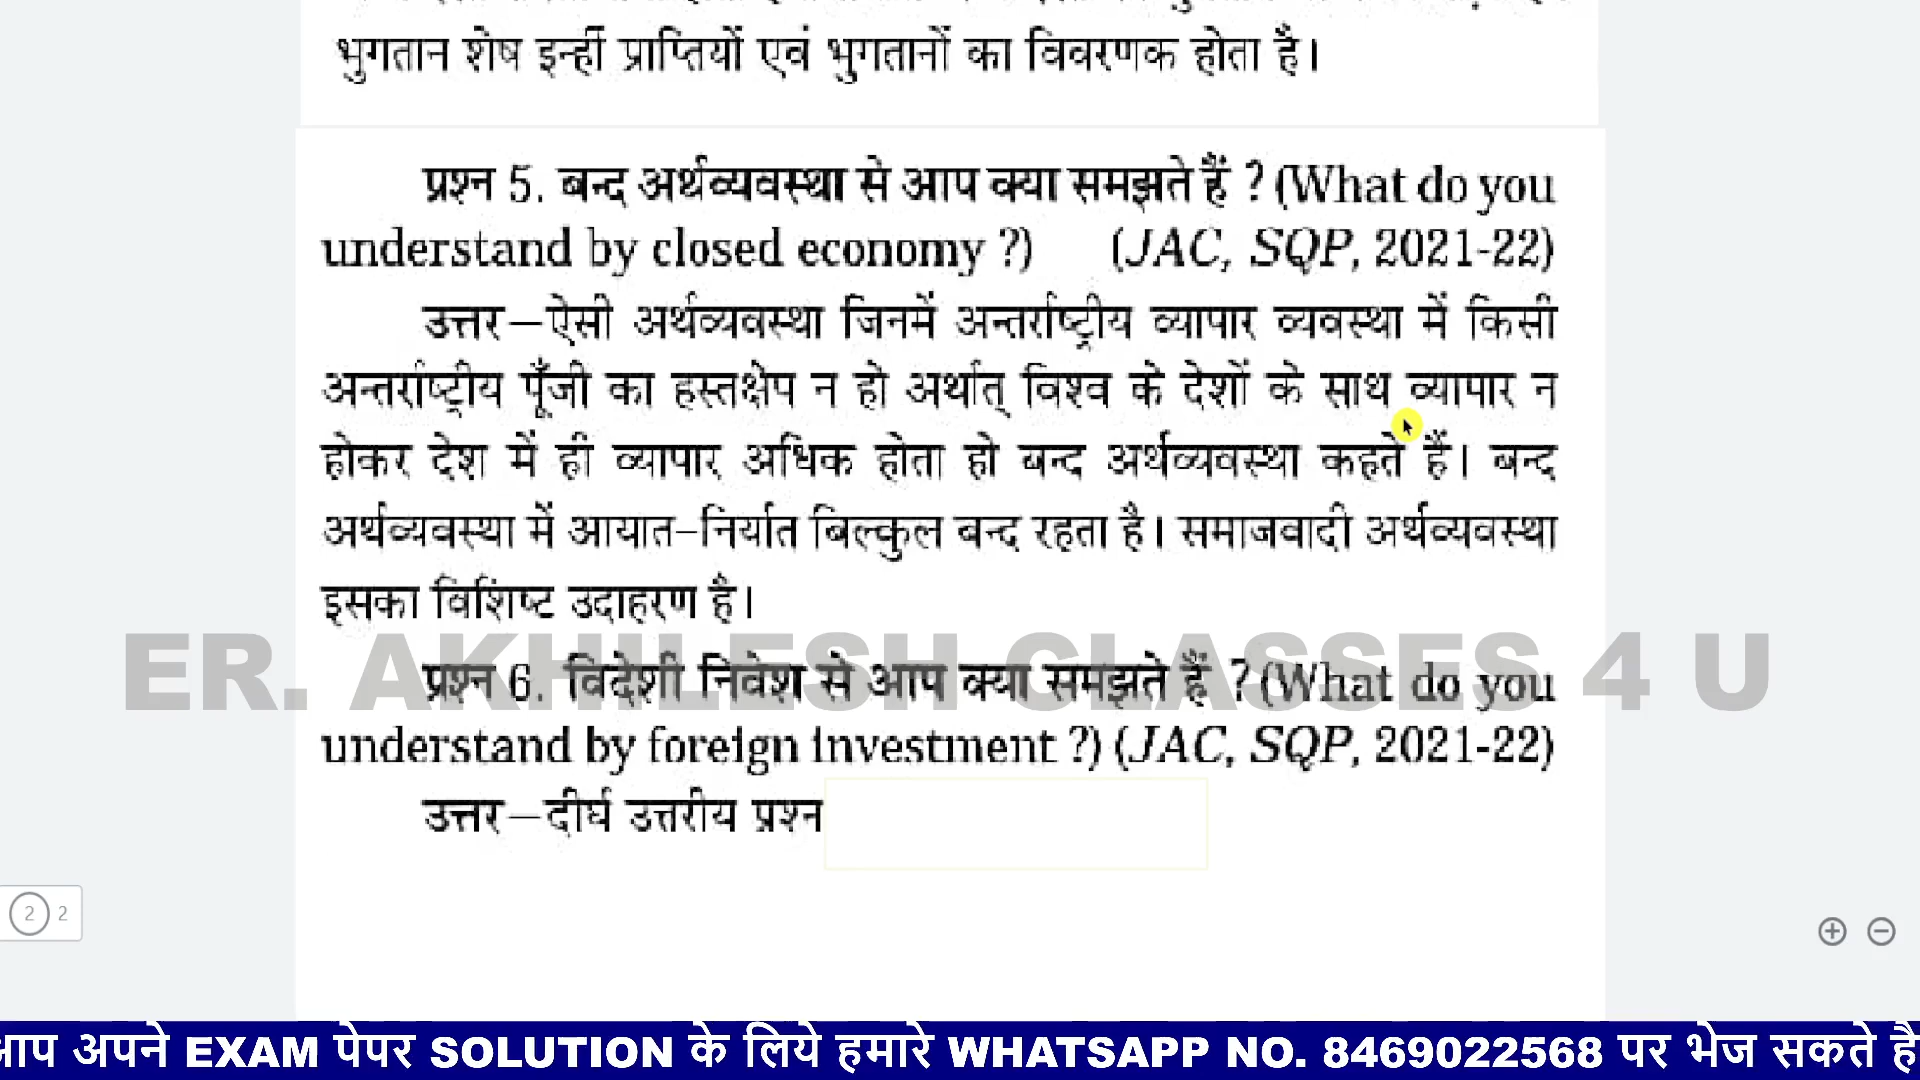 भुगतान शेष इन्हीं प्राप्तियों एवं भुगतानों का विवरणक होता है।
प्रश्न 5. बन्द अर्थव्यवस्था से आप क्या समझते हैं ? (What do you
understand by closed economy ?) (JAC, SQP, 2021-22)
उत्तर—ऐसी अर्थव्यवस्था जिनमें अन्तर्राष्ट्रीय व्यापार व्यवस्था में किसी
अन्तर्राष्ट्रीय पूँजी का हस्तक्षेप न हो अर्थात् विश्व के देशों के साथ व्यापार न
होकर देश में ही व्यापार अधिक होता हो बन्द अर्थव्यवस्था कहते हैं। बन्द
अर्थव्यवस्था में आयात-निर्यात बिल्कुल बन्द रहता है। समाजवादी अर्थव्यवस्था
इसका विशिष्ट उदाहरण है।
ER. AKHILESH CLASSES 4 U
प्रश्न 6. विदेशी निवेश से आप क्या समझते हैं ? (What do you
understand by foreign investment ?) (JAC, SQP, 2021-22)
उत्तर—दीर्घ उत्तरीय प्रश्न
2 2
आप अपने EXAM पेपर SOLUTION के लिये हमारे WHATSAPP NO. 8469022568 पर भेज सकते है